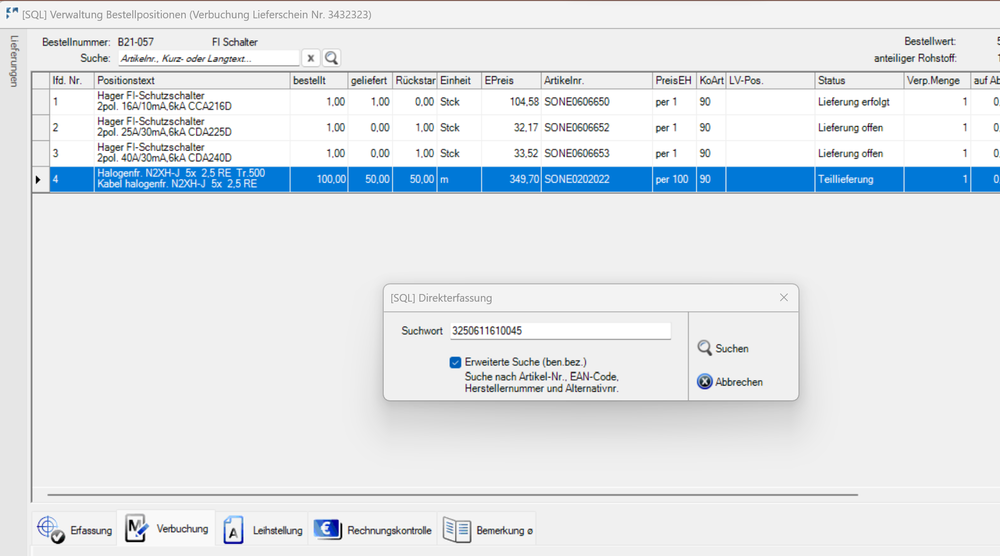 [SQL] Verwaltung Bestellpositionen (Verbuchung Lieferschein Nr. 3432323)
Lieferungen
Bestellnummer: B21-057 FI Schalter Bestellwert: 5
Suche: Artikelnr., Kurz- oder Langtext... x anteiliger Rohstoff: 1
lfd. Nr. Positionstext bestellt geliefert Rückstar Einheit EPreis Artikelnr. PreisEH KoArt LV-Pos. Status Verp.Menge auf Ab
1 Hager FI-Schutzschalter 1,00 1,00 0,00 Stck 104,58 SONE0606650 per 1 90 Lieferung erfolgt 1 0,
2pol. 16A/10mA,6kA CCA216D
2 Hager FI-Schutzschalter 1,00 0,00 1,00 Stck 32,17 SONE0606652 per 1 90 Lieferung offen 1 0,
2pol. 25A/30mA,6kA CDA225D
3 Hager FI-Schutzschalter 1,00 0,00 1,00 Stck 33,52 SONE0606653 per 1 90 Lieferung offen 1 0,
2pol. 40A/30mA,6kA CDA240D
4 Halogenfr. N2XH-J 5x 2,5 RE Tr.500 100,00 50,00 50,00 m 349,70 SONE0202022 per 100 90 Teillieferung 1 0,
Kabel halogenfr. N2XH-J 5x 2,5 RE
[SQL] Direkterfassung
Suchwort 3250611610045
Suchen
Erweiterte Suche (ben.bez.)
Suche nach Artikel-Nr., EAN-Code,
Herstellernummer und Alternativnr.
Abbrechen
Erfassung Verbuchung Leihstellung Rechnungskontrolle Bemerkung ø